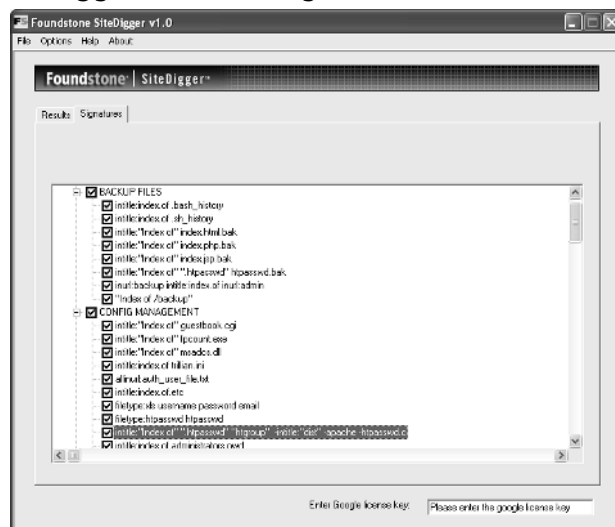 Foundstone SiteDigger v1.0
File Options Help About
Foundstone | SiteDigger™
Results Signatures
BACKUP FILES
intitle:index.of .bash_history
intitle:index.of .sh_history
intitle:"Index of" index.html.bak
intitle:"Index of" index.php.bak
intitle:"Index of" index.jsp.bak
intitle:"Index of" ".htpasswd" htpasswd.bak
inurl:backup intitle:index.of inurl:admin
"Index of /backup"
CONFIG MANAGEMENT
intitle:"Index of" guestbook.cgi
intitle:"Index of" fpcount.exe
intitle:"Index of" msadcs.dll
intitle:index.of trillian.ini
allinurl:auth_user_file.txt
intitle:index.of.etc
filetype:xls username password email
filetype:htpasswd htpasswd
intitle:"Index of" ".htpasswd" "htgroup" -intitle:"dist" -apache -htpasswd.c
intitle:index.of administrators.pwd
Enter Google license key: Please enter the google license key